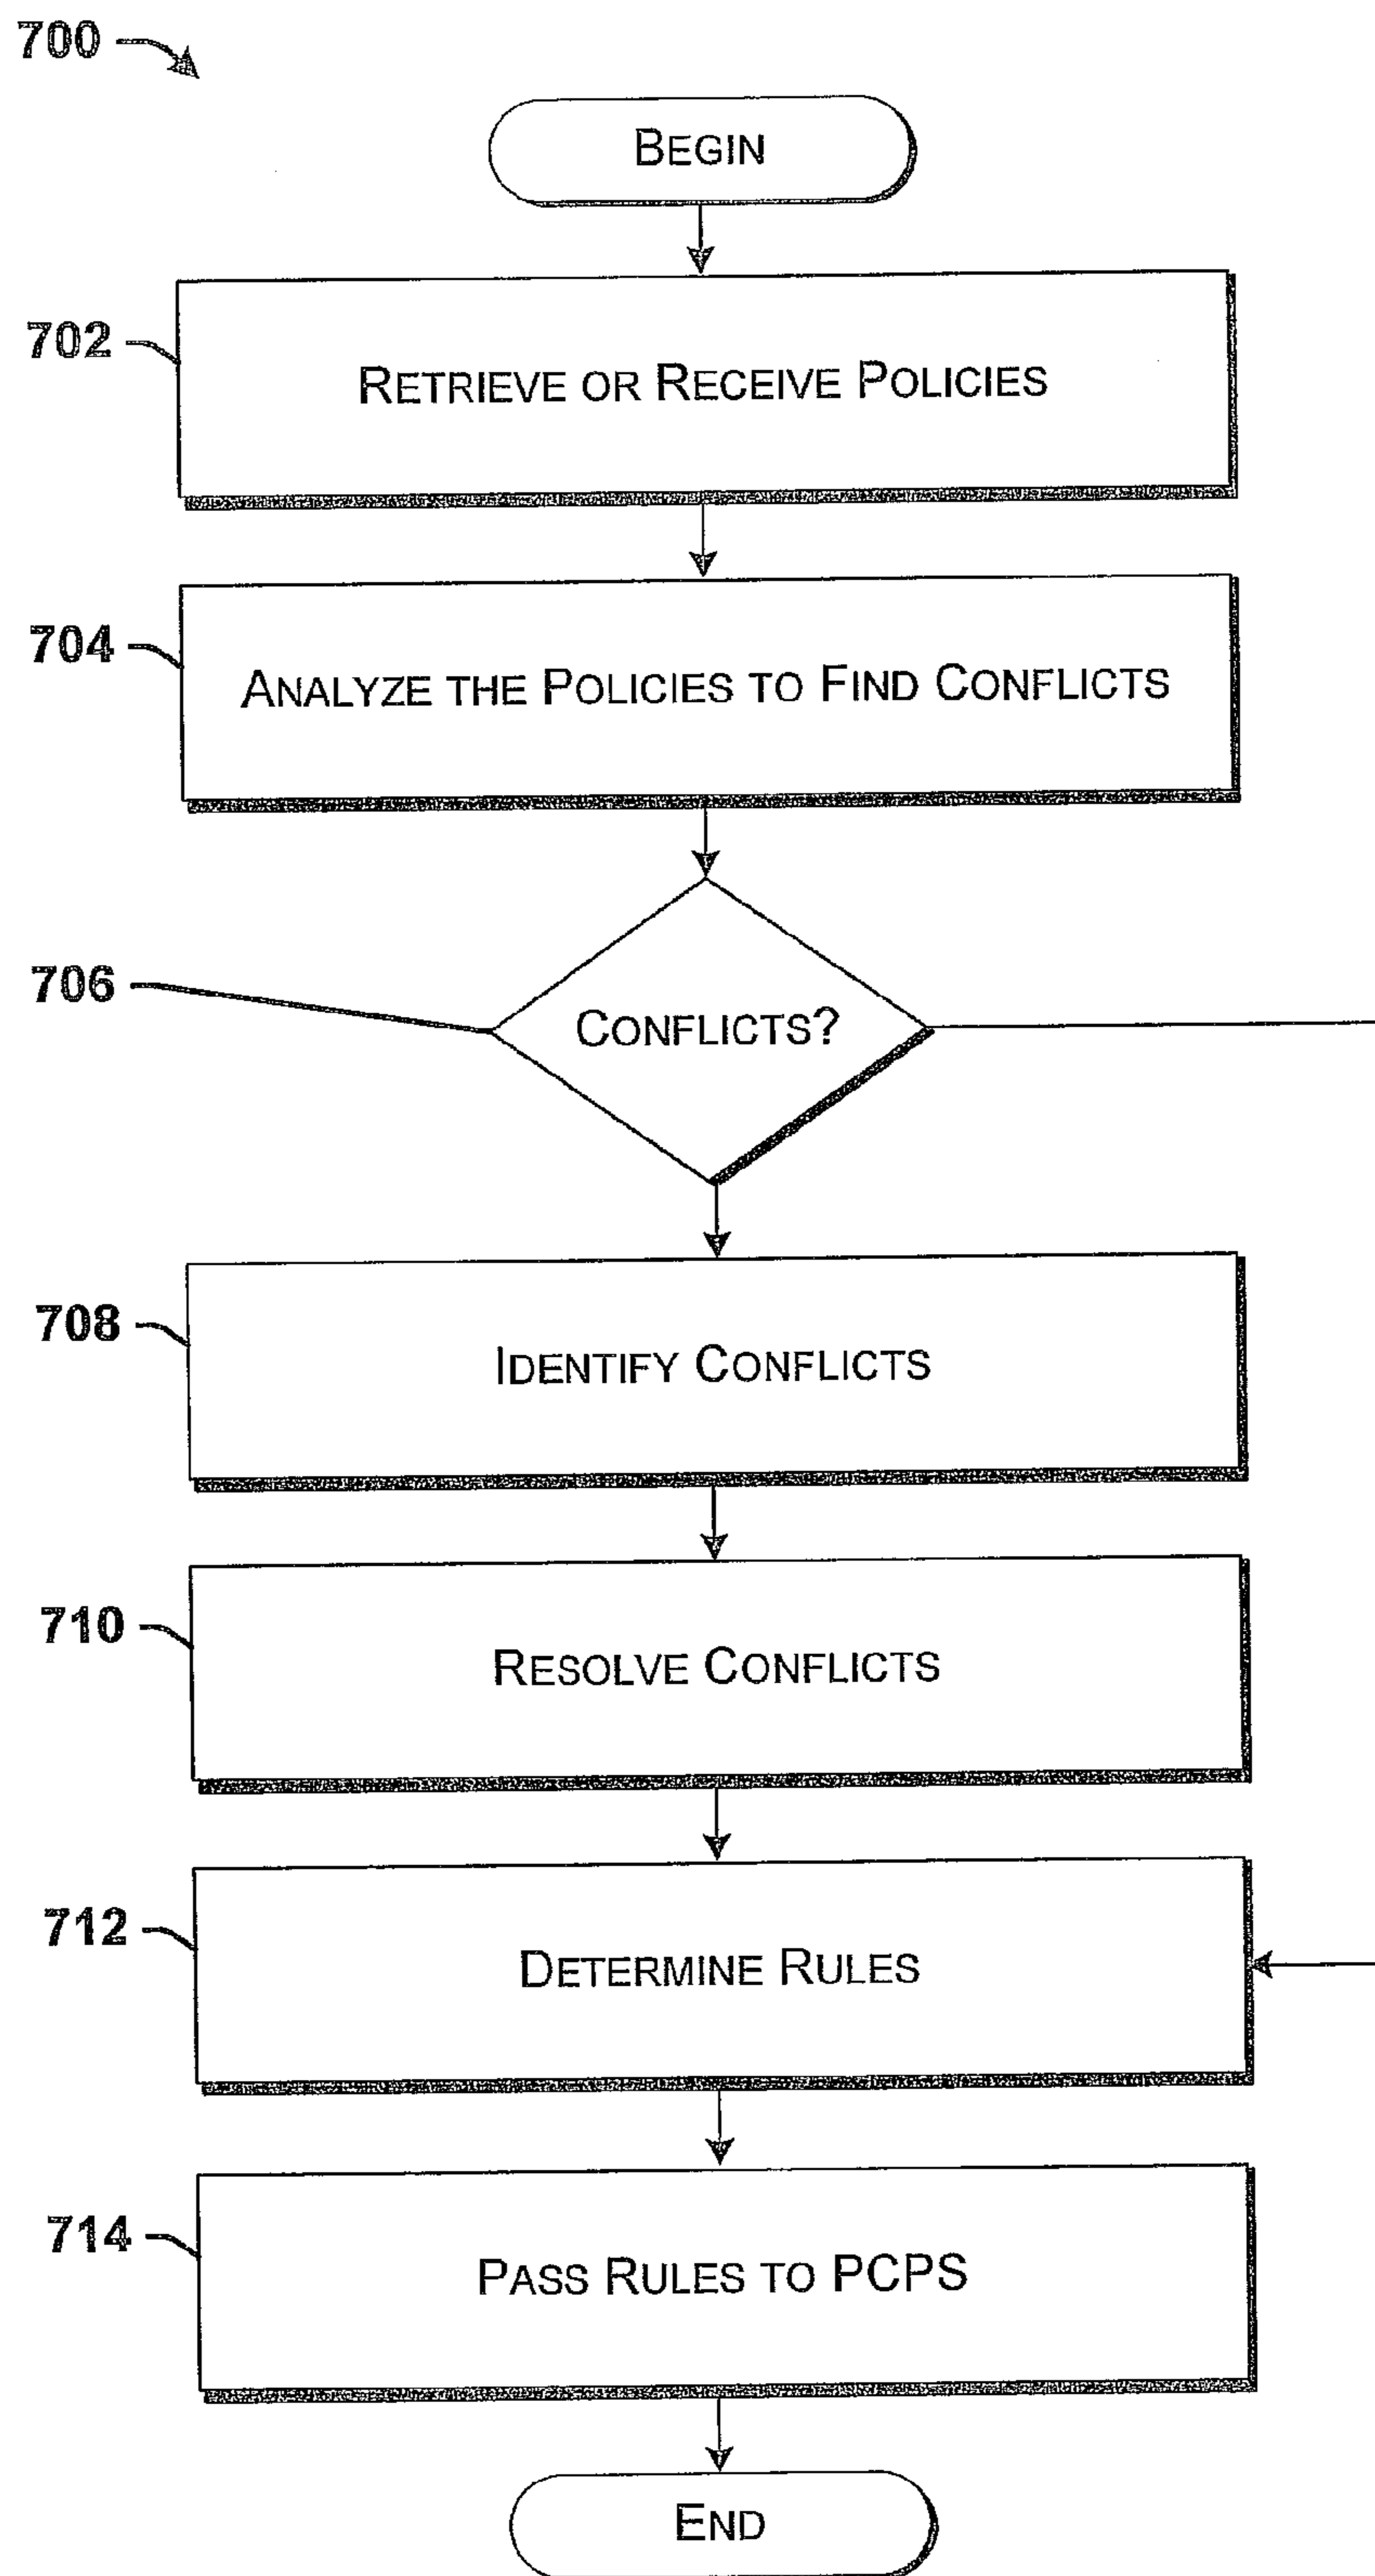 700
BEGIN
702
RETRIEVE OR RECEIVE POLICIES
704
ANALYZE THE POLICIES TO FIND CONFLICTS
706
CONFLICTS?
708
IDENTIFY CONFLICTS
710
RESOLVE CONFLICTS
712
DETERMINE RULES
714
PASS RULES TO PCPS
END